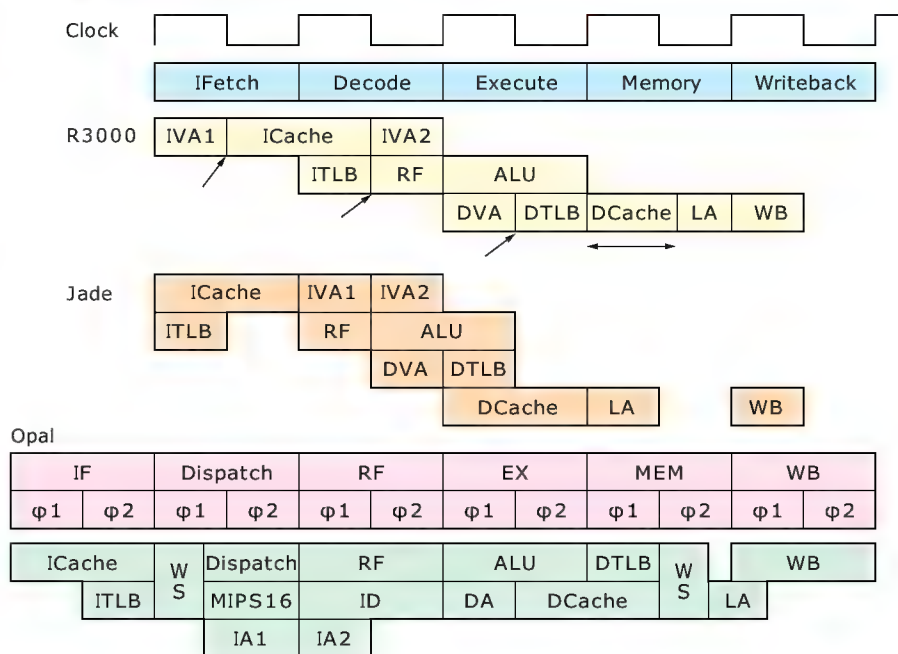 Clock
IFetch Decode Execute Memory Writeback
R3000 IVA1 ICache IVA2
ITLB RF ALU
DVA DTLB DCache LA WB
Jade ICache IVA1 IVA2
ITLB RF ALU
DVA DTLB
DCache LA WB
Opal
IF Dispatch RF EX MEM WB
φ1 φ2 φ1 φ2 φ1 φ2 φ1 φ2 φ1 φ2 φ1 φ2
ICache WS Dispatch RF ALU DTLB WS WB
ITLB MIPS16 ID DA DCache LA
IA1 IA2